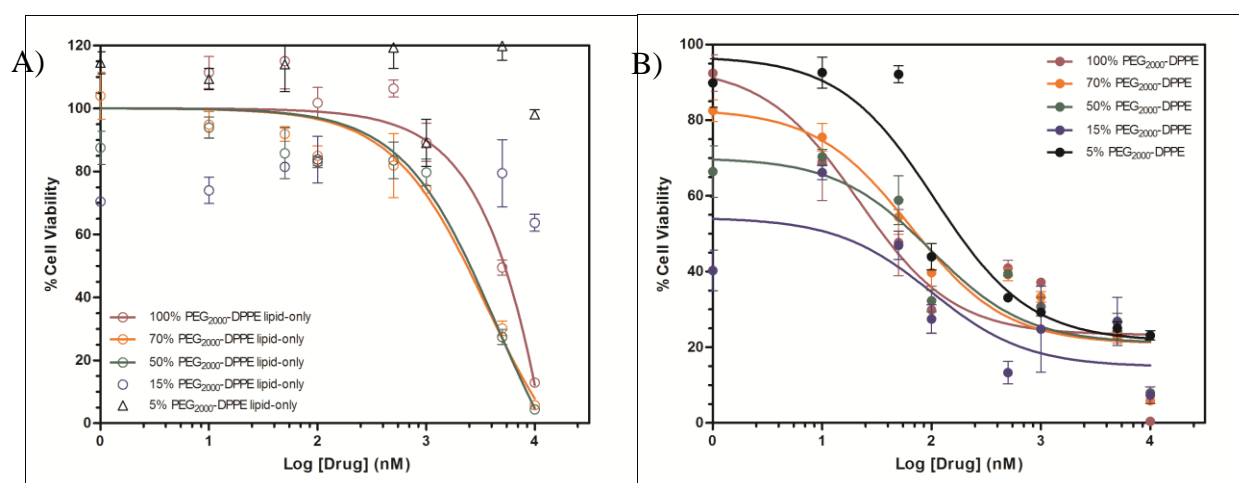 A)
120
100
80
60
40
20
0
% Cell Viability
100% PEG2000-DPPE lipid-only
70% PEG2000-DPPE lipid-only
50% PEG2000-DPPE lipid-only
15% PEG2000-DPPE lipid-only
5% PEG2000-DPPE lipid-only
0 1 2 3 4
Log [Drug] (nM)
B)
100
80
60
40
20
0
% Cell Viability
100% PEG2000-DPPE
70% PEG2000-DPPE
50% PEG2000-DPPE
15% PEG2000-DPPE
5% PEG2000-DPPE
0 1 2 3 4
Log [Drug] (nM)